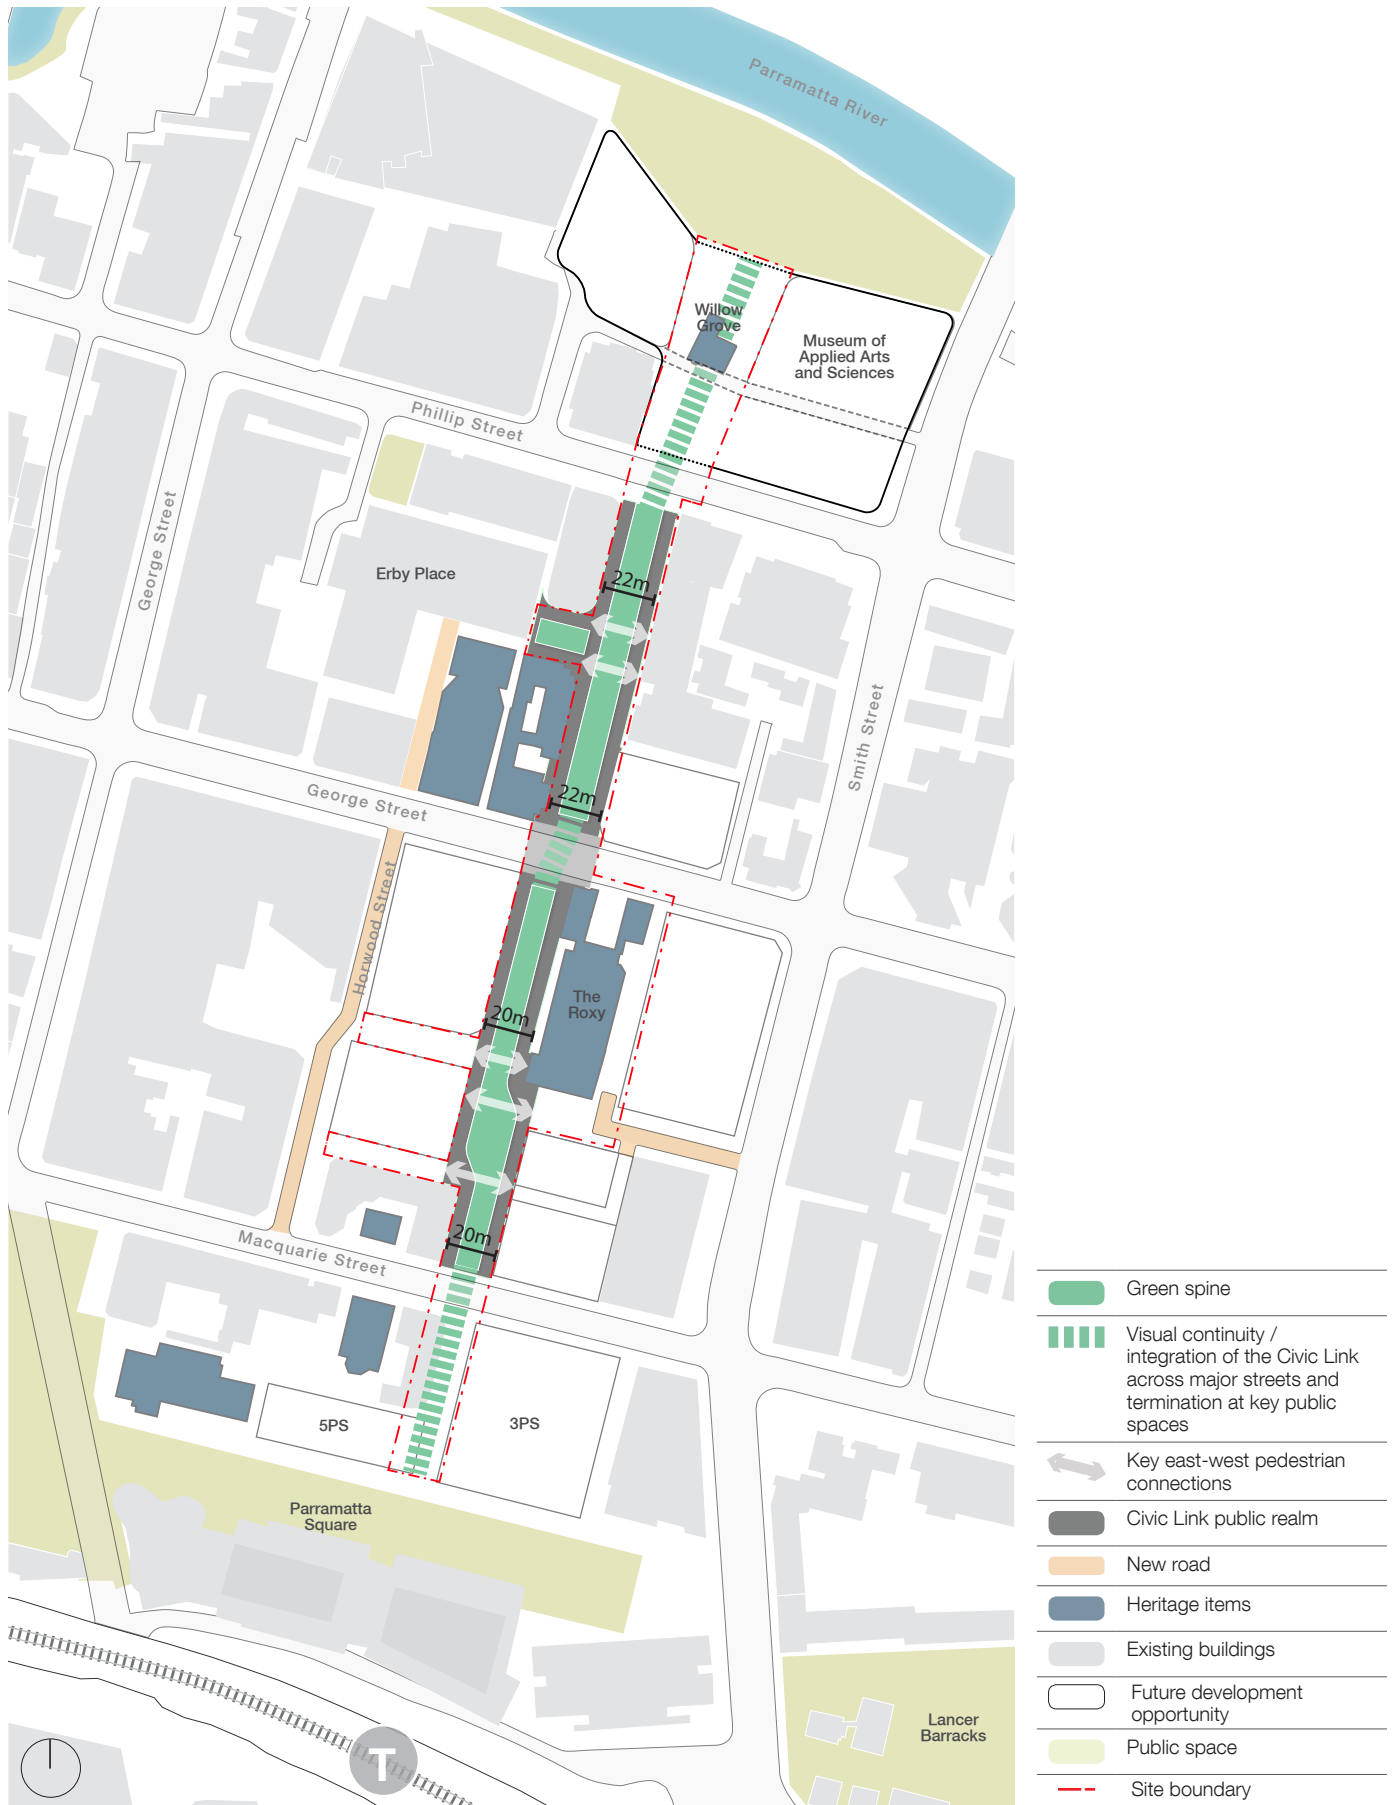 Parramatta River
Willow
Grove
Museum of
Applied Arts
and Sciences
Phillip Street
George Street
Erby Place
22m
Smith Street
22m
George Street
Horwood Street
The
Roxy
20m
20m
Macquarie Street
5PS
3PS
Parramatta
Square
Lancer
Barracks
T
Green spine
Visual continuity /
integration of the Civic Link
across major streets and
termination at key public
spaces
Key east-west pedestrian
connections
Civic Link public realm
New road
Heritage items
Existing buildings
Future development
opportunity
Public space
Site boundary